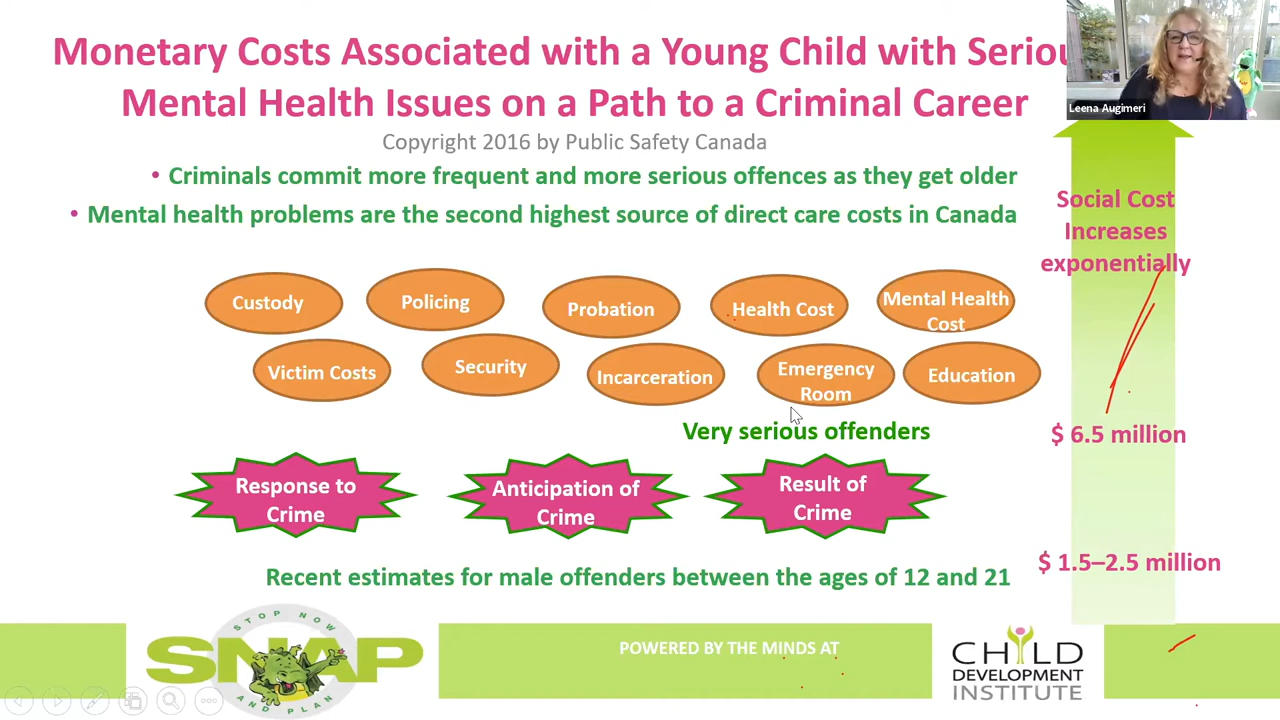 Monetary Costs Associated with a Young Child with Seriou
Mental Health Issues on a Path to a Criminal Career
Leena Augimeri
Copyright 2016 by Public Safety Canada
• Criminals commit more frequent and more serious offences as they get older
• Mental health problems are the second highest source of direct care costs in Canada
Social Cost
Increases
exponentially
Custody
Policing
Probation
Health Cost
Mental Health
Cost
Victim Costs
Security
Incarceration
Emergency
Room
Education
Very serious offenders
$ 6.5 million
Response to
Crime
Anticipation of
Crime
Result of
Crime
Recent estimates for male offenders between the ages of 12 and 21
$ 1.5–2.5 million
STOP NOW
SNAP
AND PLAN
POWERED BY THE MINDS AT
CHILD
DEVELOPMENT
INSTITUTE